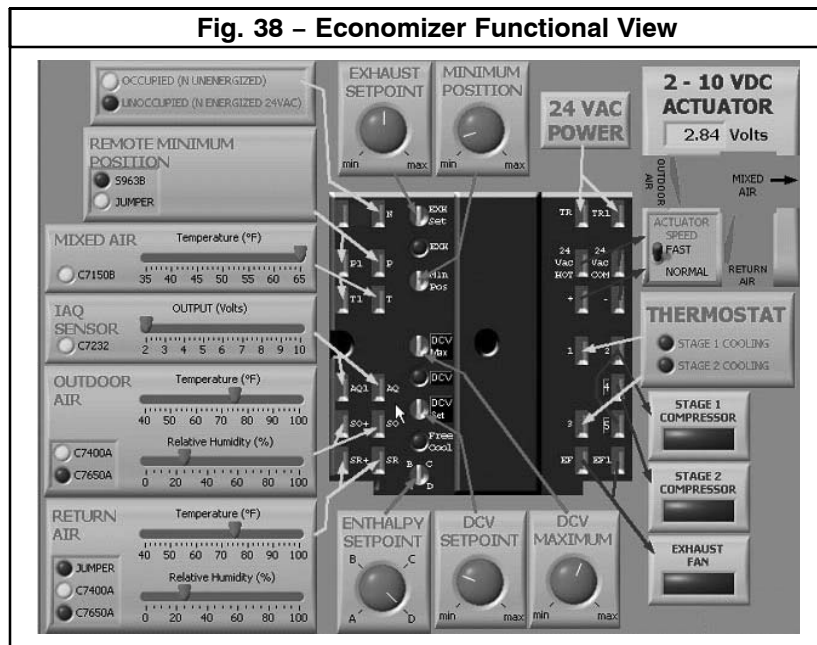 Fig. 38 – Economizer Functional View
OCCUPIED (N UNENERGIZED)
UNOCCUPIED (N ENERGIZED 24VAC)
REMOTE MINIMUM
POSITION
S963B
JUMPER
MIXED AIR
Temperature (°F)
C7150B
35 40 45 50 55 60 65
IAQ
SENSOR
OUTPUT (Volts)
C7232
2 3 4 5 6 7 8 9 10
OUTDOOR
AIR
Temperature (°F)
40 50 60 70 80 90 100
Relative Humidity (%)
C7400A
C7650A
0 20 40 60 80 100
RETURN
AIR
Temperature (°F)
40 50 60 70 80 90 100
JUMPER
C7400A
C7650A
Relative Humidity (%)
0 20 40 60 80 100
EXHAUST
SETPOINT
min max
MINIMUM
POSITION
min max
N
EXH
Set
EXH
P1 P
Min
Pos
T1 T
DCV
Max
DCV
AQ1 AQ
DCV
Set
SO+ SO
Free
Cool
SR+ SR
B C
D
ENTHALPY
SETPOINT
B C
A D
DCV
SETPOINT
min max
DCV
MAXIMUM
min max
24 VAC
POWER
TR TR1
24
Vac
HOT
24
Vac
COM
+ -
1 2
4
3 5
EF EF1
2 - 10 VDC
ACTUATOR
2.84 Volts
OUTDOOR
AIR
MIXED
AIR
ACTUATOR
SPEED
FAST
NORMAL
RETURN
AIR
THERMOSTAT
STAGE 1 COOLING
STAGE 2 COOLING
STAGE 1
COMPRESSOR
STAGE 2
COMPRESSOR
EXHAUST
FAN